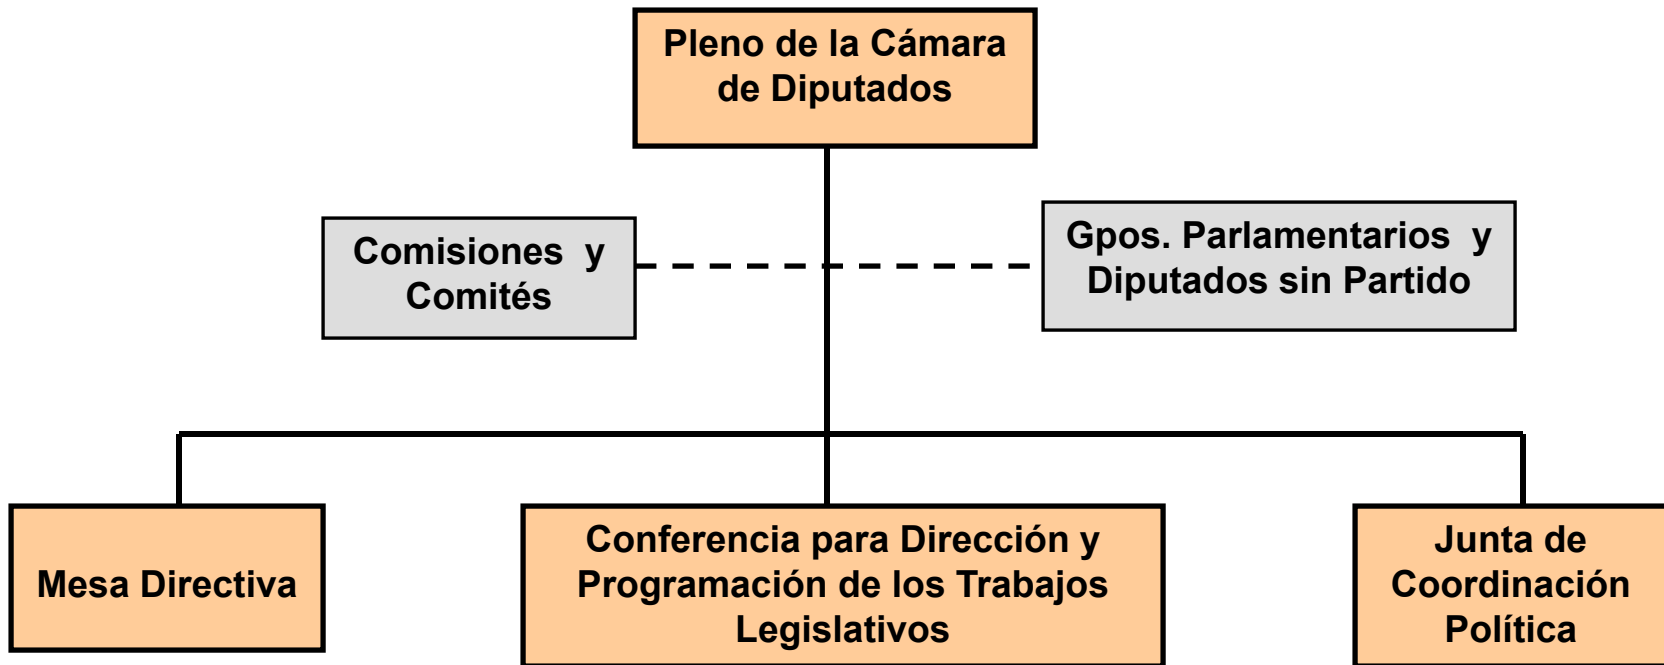 Pleno de la Cámara
de Diputados
Comisiones y
Comités
Gpos. Parlamentarios y
Diputados sin Partido
Mesa Directiva
Conferencia para Dirección y
Programación de los Trabajos
Legislativos
Junta de
Coordinación
Política